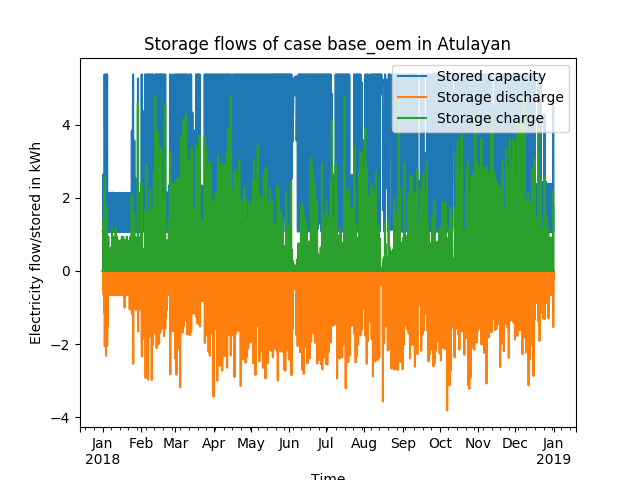 Storage flows of case base_oem in Atulayan
Stored capacity
Storage discharge
Storage charge
Electricity flow/stored in kWh
4
2
0
−2
−4
Jan Feb Mar Apr May Jun Jul Aug Sep Oct Nov Dec Jan
2018 2019
Time